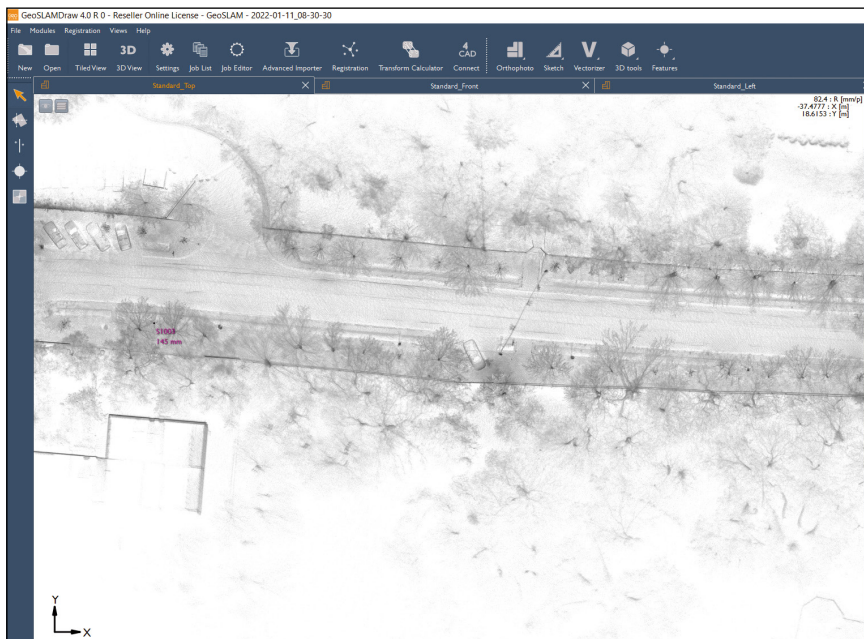 GeoSLAMDraw 4.0 R 0 - Reseller Online License - GeoSLAM - 2022-01-11_08-30-30
File Modules Registration Views Help
3D
4
CAD
V
New Open Tiled View 3D View Settings Job List Job Editor Advanced Importer Registration Transform Calculator Connect Orthophoto Sketch Vectorizer 3D tools Features
Standard_Top X Standard_Front X Standard_Left
82.4 : R [mm/p]
-37.4777 : X [m]
18.6153 : Y [m]
145 mm
Y
X